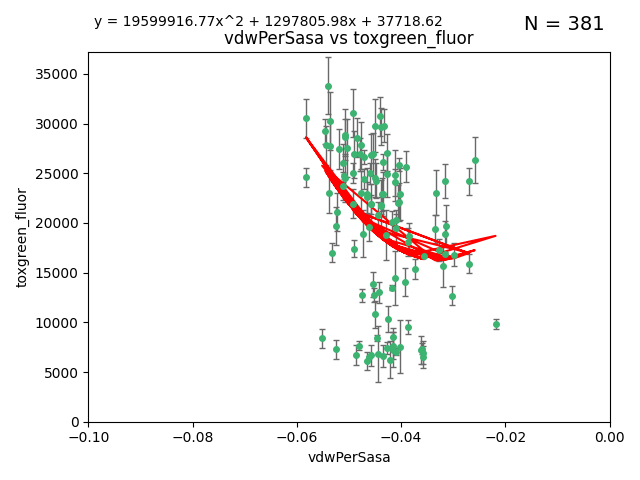 y = 19599916.77x^2 + 1297805.98x + 37718.62
N = 381
vdwPerSasa vs toxgreen_fluor
35000
30000
25000
20000
15000
10000
5000
0
toxgreen_fluor
−0.10 −0.08 −0.06 −0.04 −0.02 0.00
vdwPerSasa